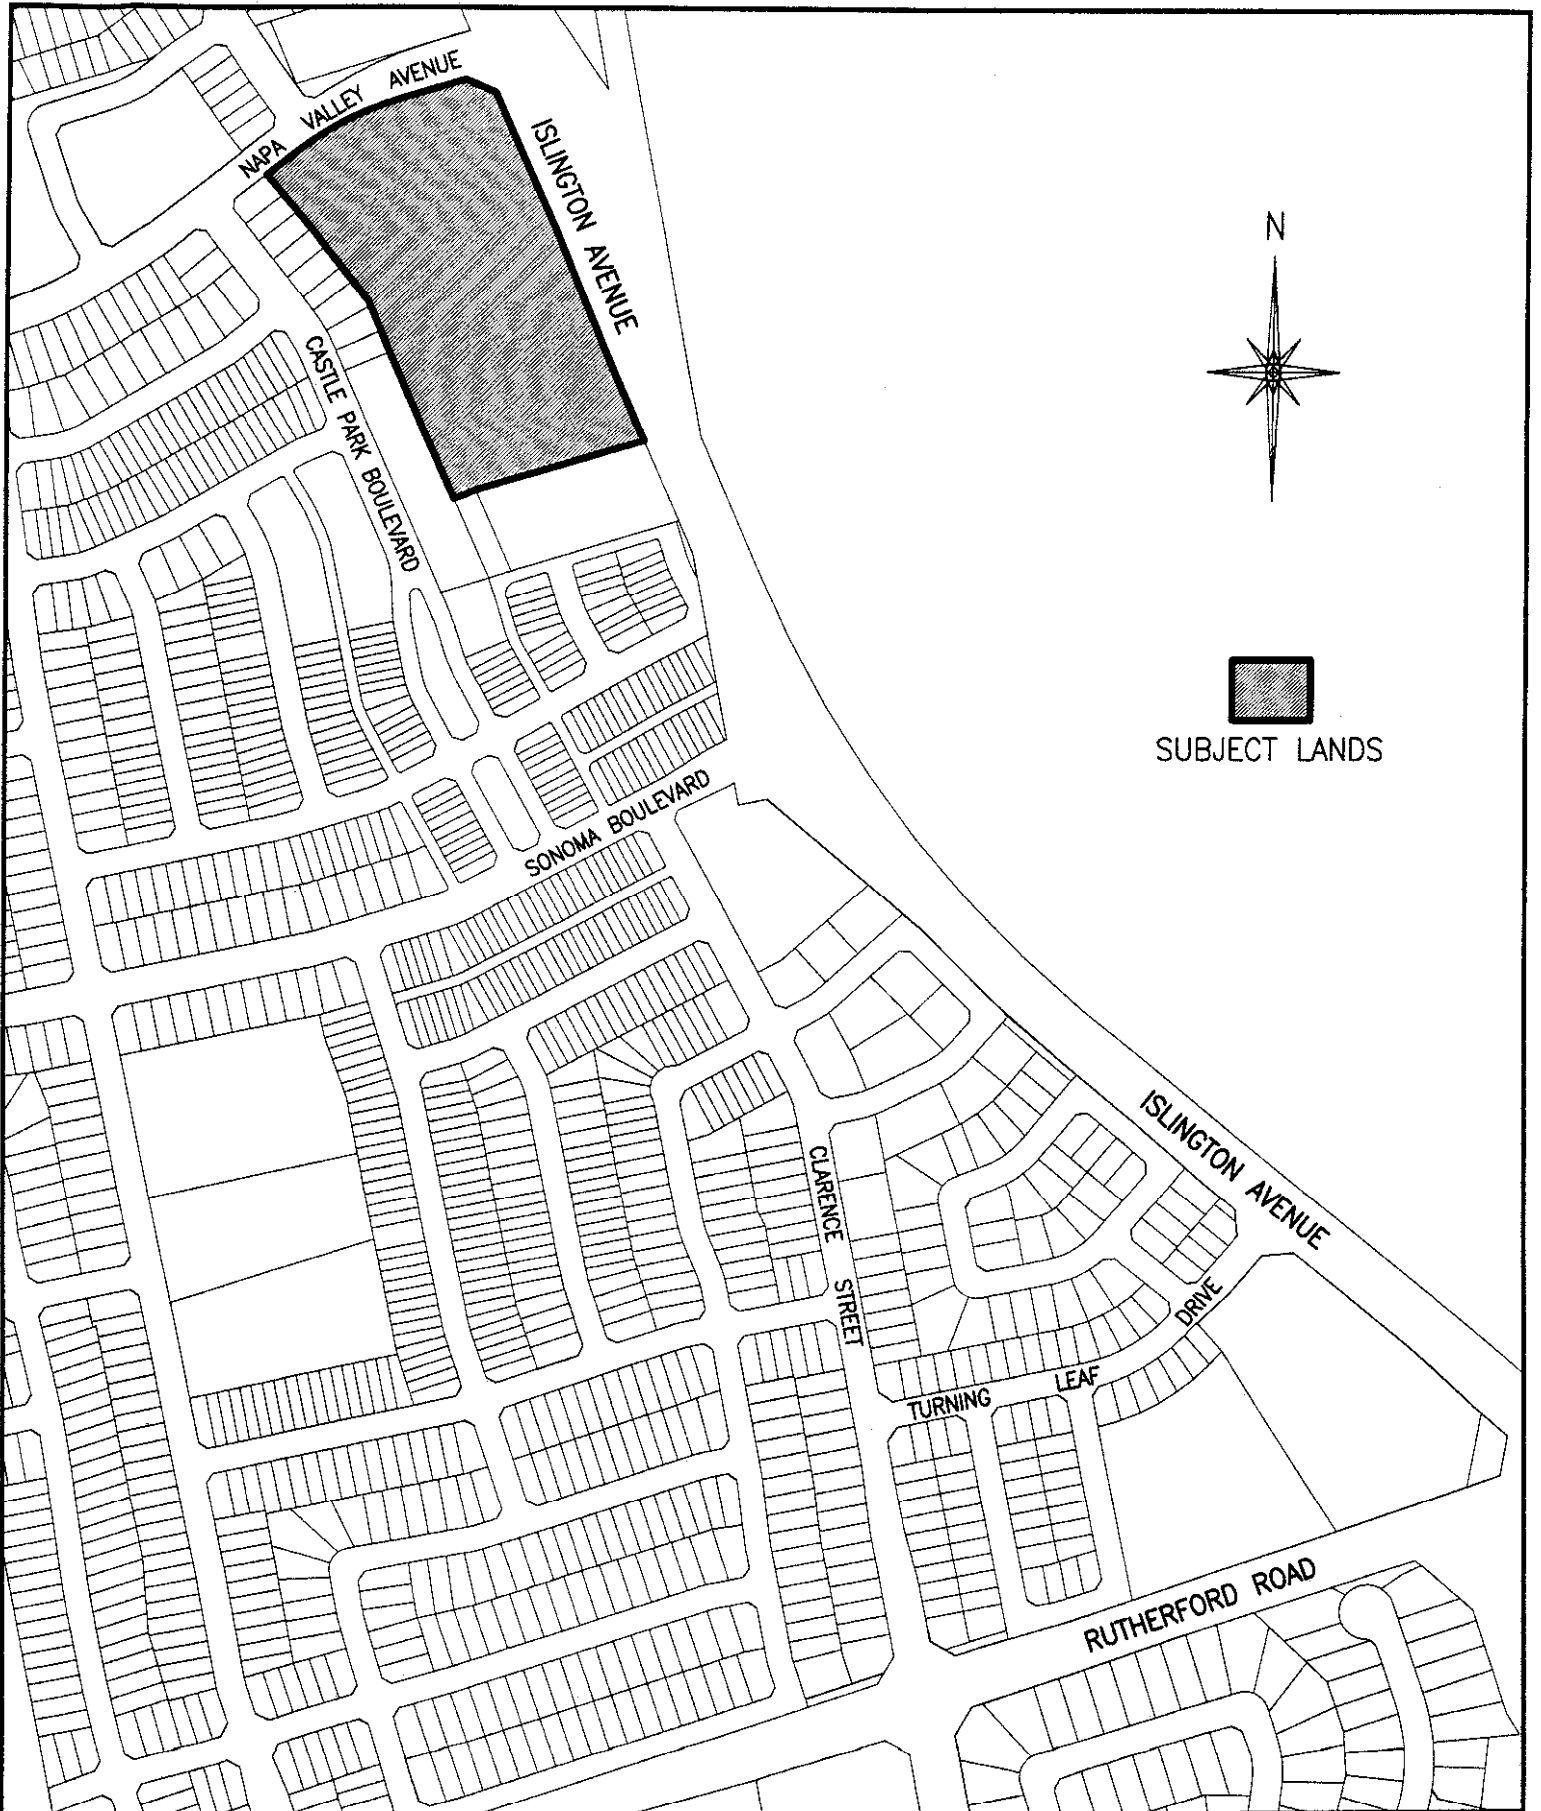 NAPA VALLEY AVENUE
ISLINGTON AVENUE
N
CASTLE PARK BOULEVARD
SUBJECT LANDS
SONOMA BOULEVARD
ISLINGTON AVENUE
CLARENCE STREET
TURNING LEAF DRIVE
RUTHERFORD ROAD